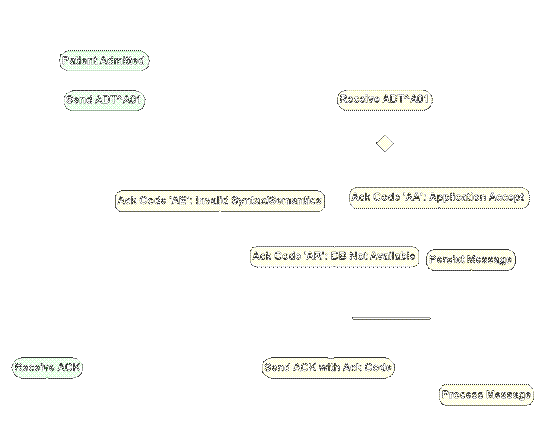 Patient Admitted
Send ADT^A01
Receive ADT^A01
Ack Code 'AE': Invalid Syntax/Semantics
Ack Code 'AA': Application Accept
Ack Code 'AR': DB Not Available
Persist Message
Receive ACK
Send ACK with Ack Code
Process Message